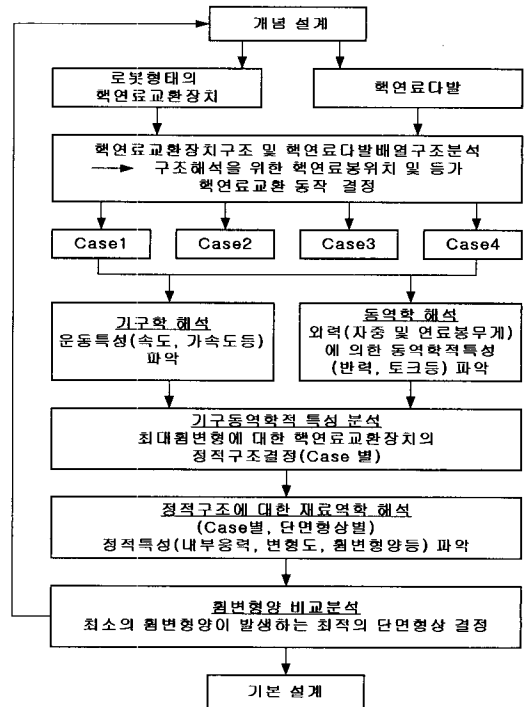 개념 설계
로봇형태의
핵연료교환장치
핵연료다발
핵연료교환장치구조 및 핵연료다발배열구조분석
구조해석을 위한 핵연료봉위치 및 등가
핵연료교환 동작 결정
Case1
Case2
Case3
Case4
기구학 해석
운동특성(속도, 가속도등)
파악
동역학 해석
외력(자중 및 연료봉무게)
에 의한 동역학적특성
(반력, 토크등) 파악
기구동역학적 특성 분석
최대휨변형에 대한 핵연료교환장치의
정적구조결정(Case 별)
정적구조에 대한 재료역학 해석
(Case별, 단면형상별)
정적특성(내부응력, 변형도, 휨변형양등) 파악
휨변형양 비교분석
최소의 휨변형양이 발생하는 최적의 단면형상 결정
기본 설계